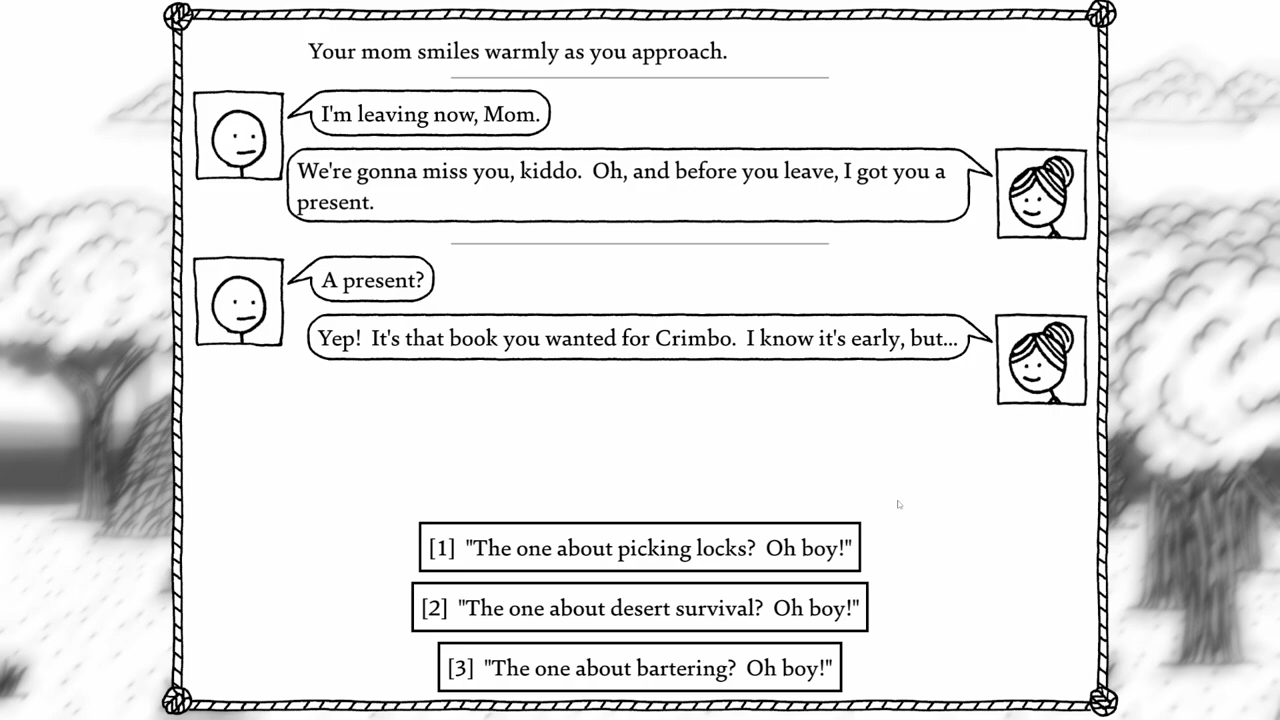 Your mom smiles warmly as you approach.
I'm leaving now, Mom.
We're gonna miss you, kiddo.  Oh, and before you leave, I got you a
present.
A present?
Yep!  It's that book you wanted for Crimbo.  I know it's early, but...
[1]  "The one about picking locks?  Oh boy!"
[2]  "The one about desert survival?  Oh boy!"
[3]  "The one about bartering?  Oh boy!"